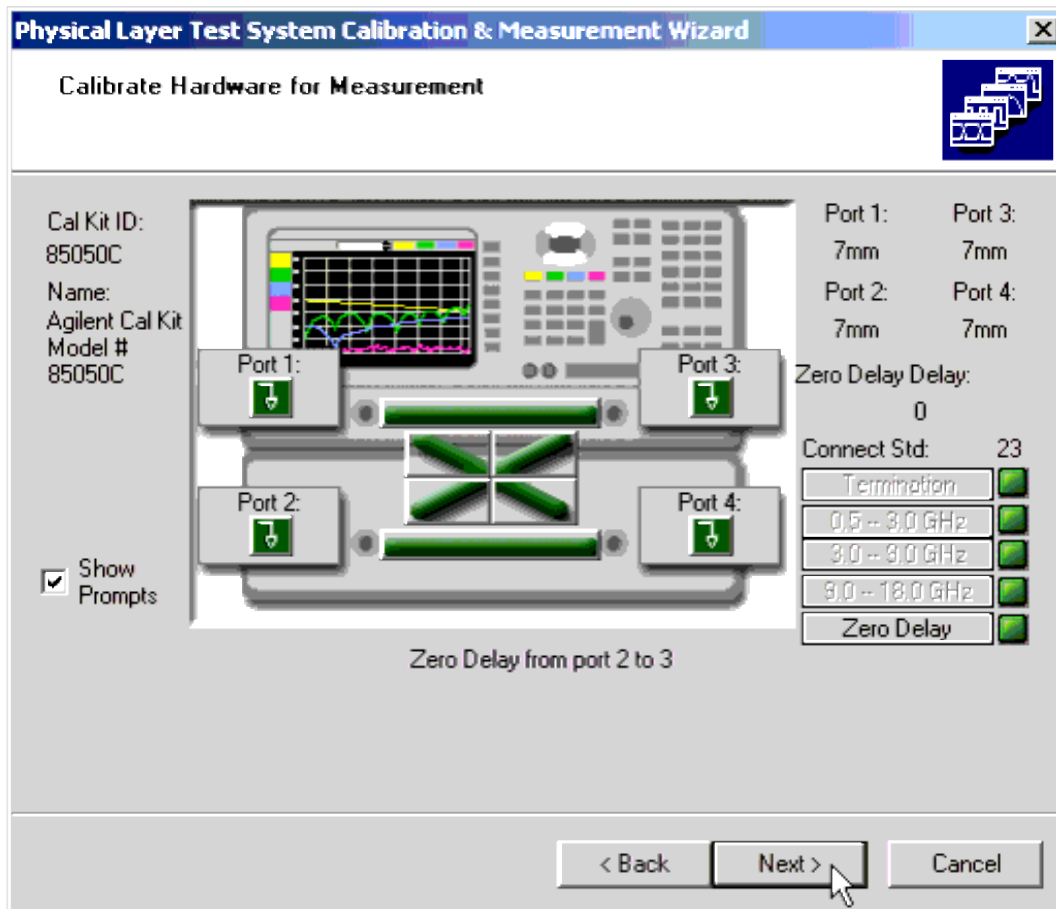 Physical Layer Test System Calibration & Measurement Wizard
Calibrate Hardware for Measurement
Cal Kit ID:
85050C
Name:
Agilent Cal Kit
Model #
85050C
Show
Prompts
Port 1:
Port 3:
Port 2:
Port 4:
Zero Delay from port 2 to 3
Port 1: Port 3:
7mm 7mm
Port 2: Port 4:
7mm 7mm
Zero Delay Delay:
0
Connect Std: 23
Termination
0.5 -- 3.0 GHz
3.0 -- 9.0 GHz
9.0 -- 18.0 GHz
Zero Delay
< Back
Next >
Cancel